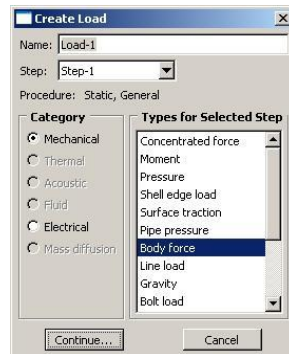 Create Load
Name: Load-1
Step: Step-1
Procedure: Static, General
Category
Mechanical
Thermal
Acoustic
Fluid
Electrical
Mass diffusion
Types for Selected Step
Concentrated force
Moment
Pressure
Shell edge load
Surface traction
Pipe pressure
Body force
Line load
Gravity
Bolt load
Continue...
Cancel